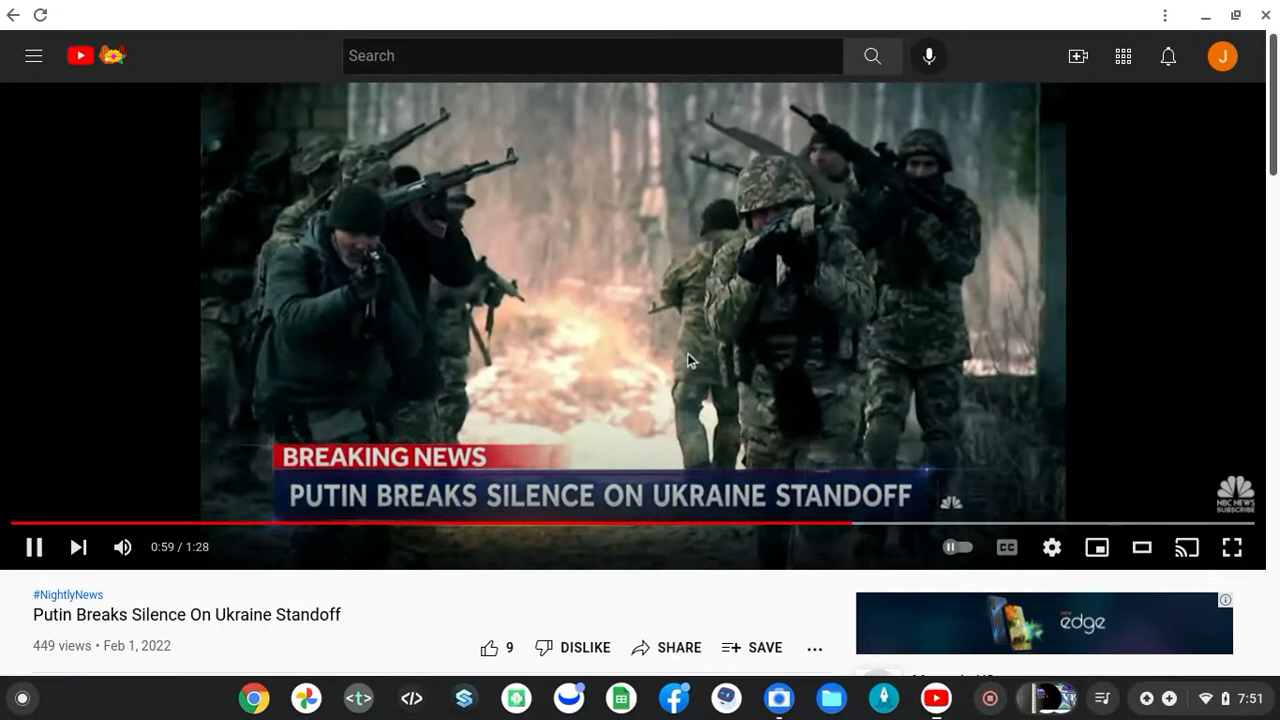 Search
J
BREAKING NEWS
PUTIN BREAKS SILENCE ON UKRAINE STANDOFF
NBC NEWS
SUBSCRIBE
0:59 / 1:28
CC
#NightlyNews
Putin Breaks Silence On Ukraine Standoff
449 views • Feb 1, 2022
9
DISLIKE
SHARE
SAVE
edge
<t>
</>
7:51